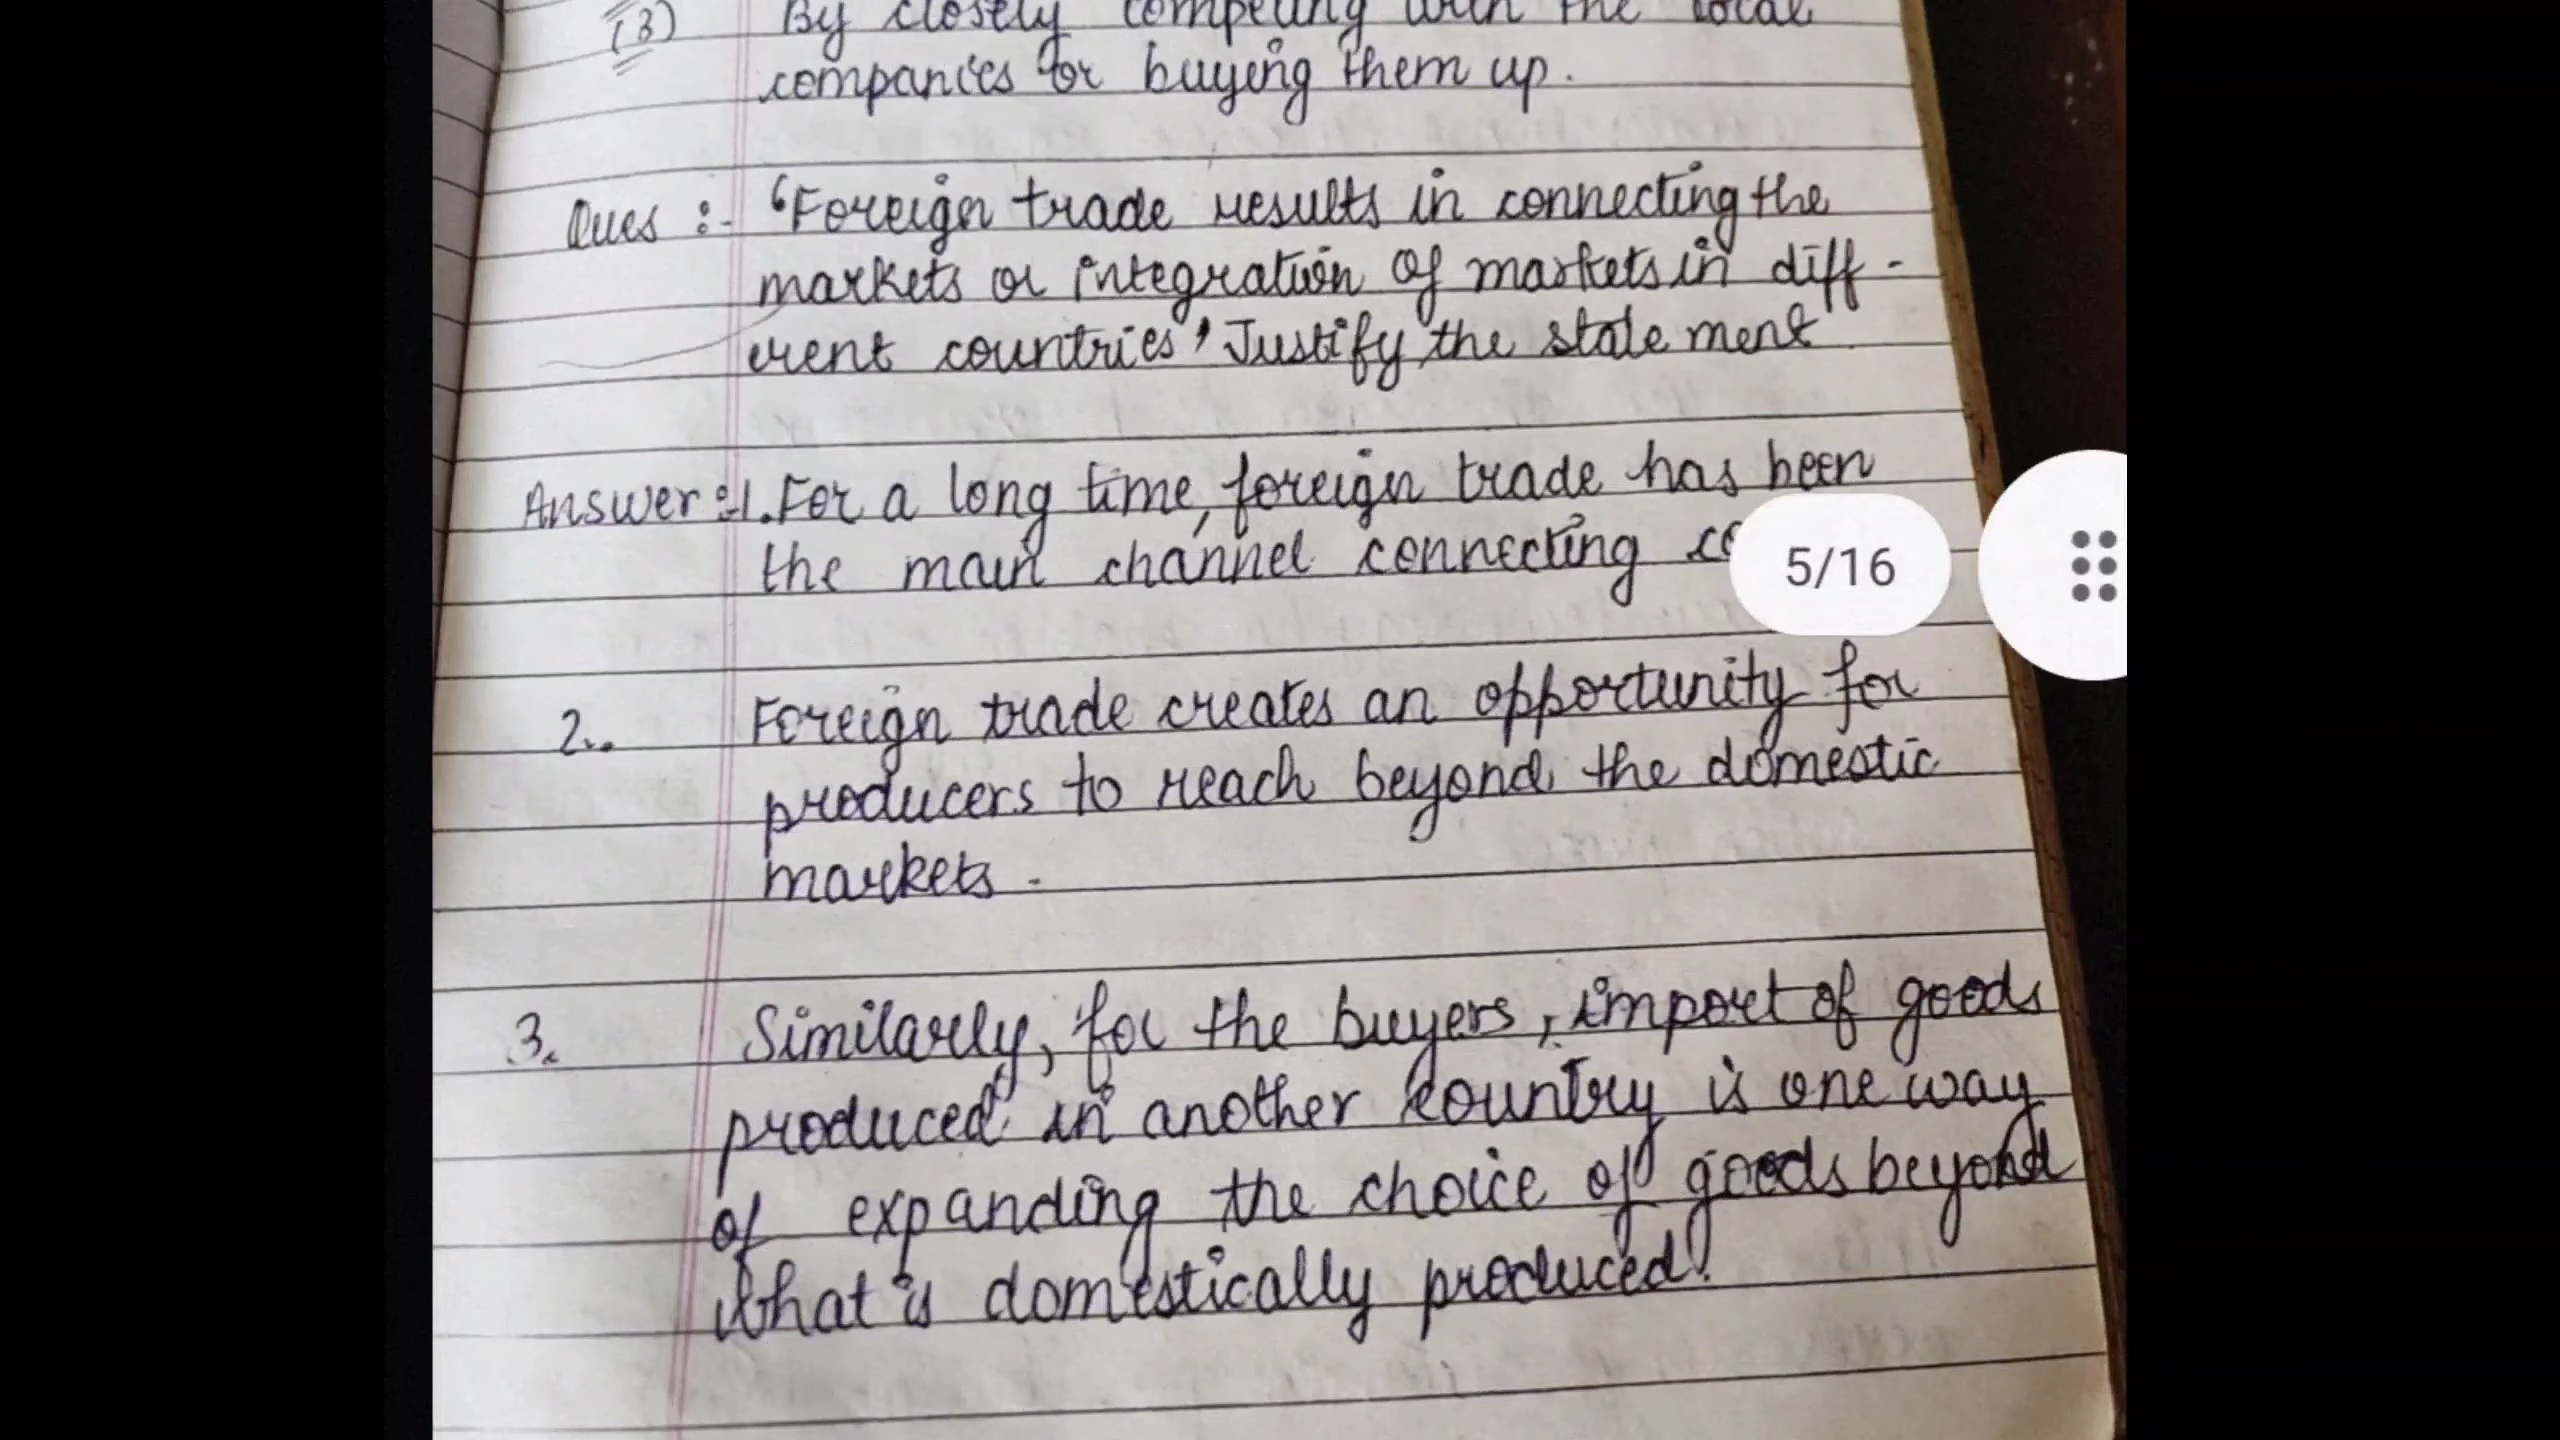 (3) By closely competing with the local
companies or buying them up.
Ques :- 'Foreign trade results in connecting the
markets or integration of markets in diff-
erent countries' Justify the statement
Answer :-1. For a long time, foreign trade has been
the main channel connecting
5/16
2. Foreign trade creates an opportunity for
producers to reach beyond the domestic
markets.
3. Similarly, for the buyers, import of goods
produced in another country is one way
of expanding the choice of goods beyond
what is domestically produced.